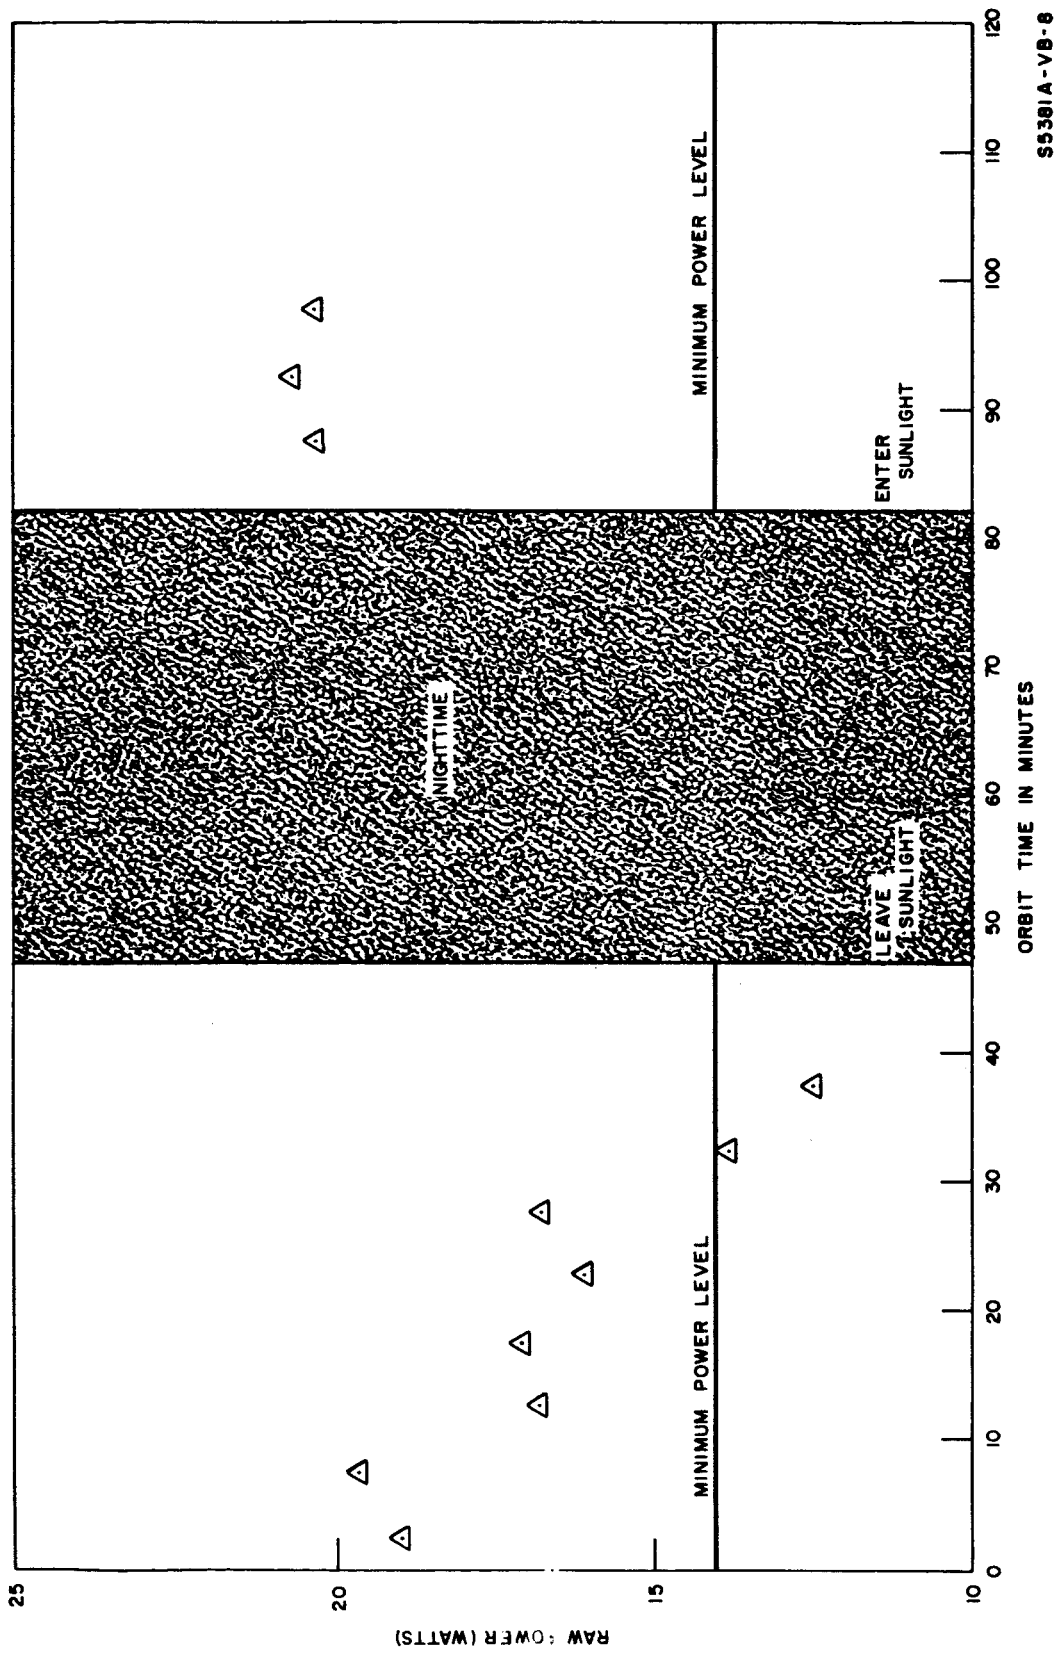 25
20
15
10
RAW POWER (WATTS)
MINIMUM POWER LEVEL
NIGHTTIME
LEAVE
SUNLIGHT
MINIMUM POWER LEVEL
ENTER
SUNLIGHT
0 10 20 30 40 50 60 70 80 90 100 110 120
ORBIT TIME IN MINUTES
S5381A-VB-8